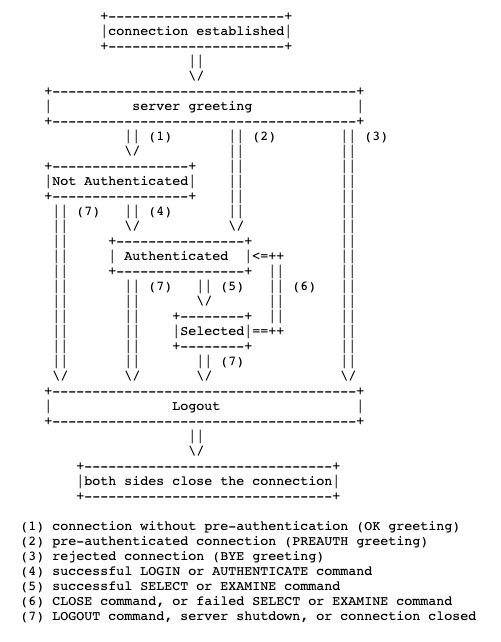 connection established
server greeting
(1) (2) (3)
Not Authenticated
(7) (4)
Authenticated <=++
(7) (5) (6)
Selected ==++
(7)
Logout
both sides close the connection
(1) connection without pre-authentication (OK greeting)
(2) pre-authenticated connection (PREAUTH greeting)
(3) rejected connection (BYE greeting)
(4) successful LOGIN or AUTHENTICATE command
(5) successful SELECT or EXAMINE command
(6) CLOSE command, or failed SELECT or EXAMINE command
(7) LOGOUT command, server shutdown, or connection closed